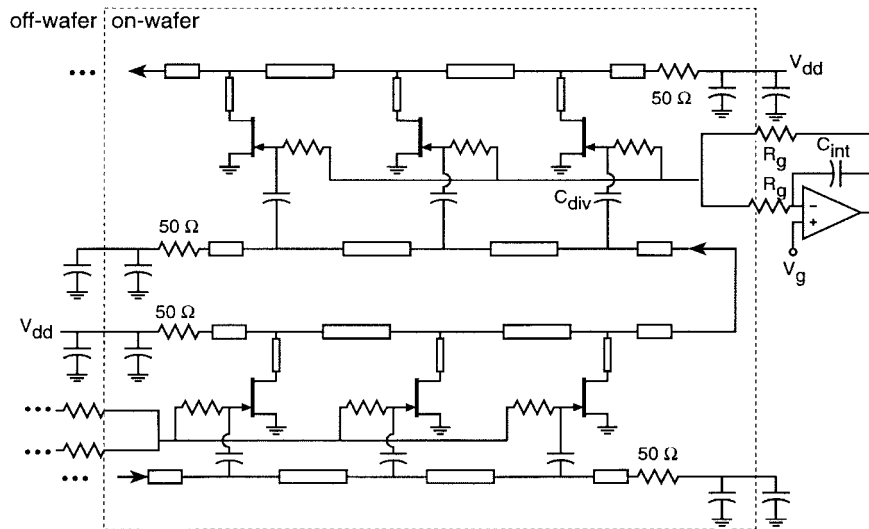 off-wafer on-wafer
...
50 Ω
V_dd
R_g
C_int
R_g
C_div
-
+
V_g
50 Ω
V_dd
50 Ω
...
...
...
50 Ω